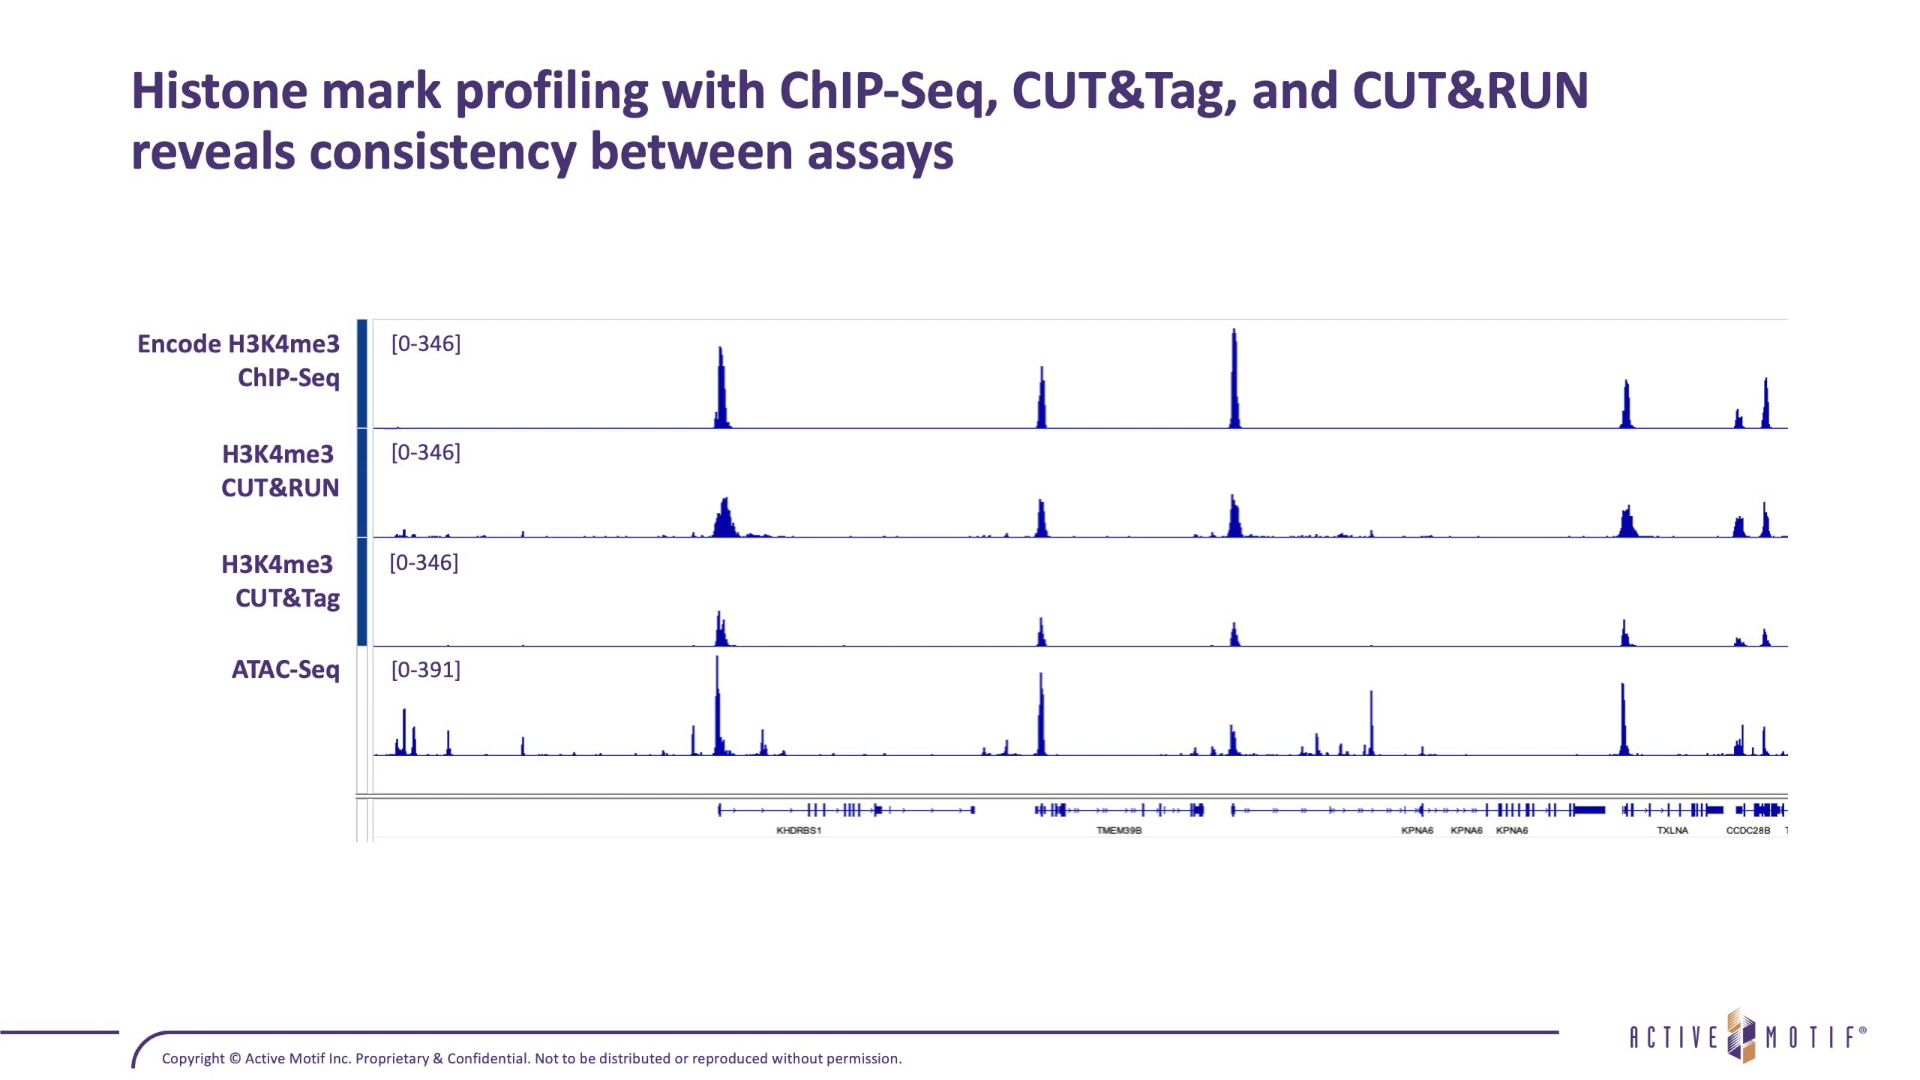 Histone mark profiling with ChIP-Seq, CUT&Tag, and CUT&RUN
reveals consistency between assays
Encode H3K4me3
ChIP-Seq
[0-346]
H3K4me3
CUT&RUN
[0-346]
H3K4me3
CUT&Tag
[0-346]
ATAC-Seq
[0-391]
KHDRBS1 TMEM39B KPNA6 KPNA6 KPNA6 TXLNA CCDC28B
Copyright © Active Motif Inc. Proprietary & Confidential. Not to be distributed or reproduced without permission.
ACTIVE MOTIF®